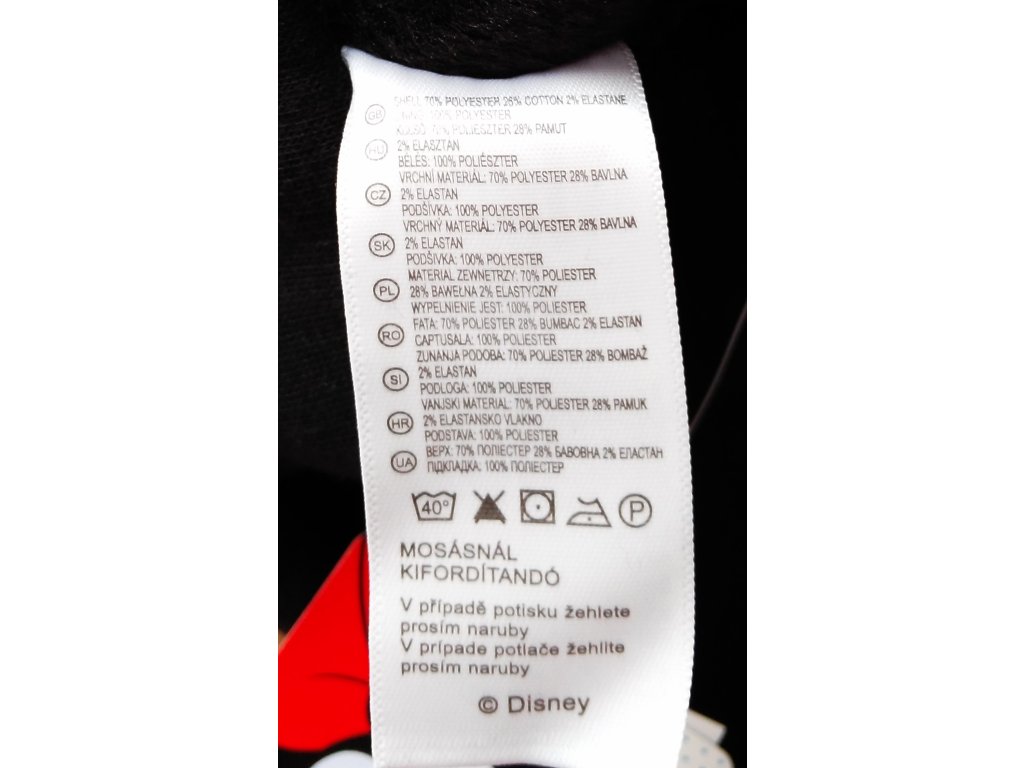 SHELL 70% POLYESTER 28% COTTON 2% ELASTANE
GB
100% POLYESTER
KÜLSŐ: 70% POLIÉSZTER 28% PAMUT
HU 2% ELASZTAN
BÉLÉS: 100% POLIÉSZTER
VRCHNÍ MATERIÁL: 70% POLYESTER 28% BAVLNA
CZ 2% ELASTAN
PODŠÍVKA: 100% POLYESTER
VRCHNÝ MATERIÁL: 70% POLYESTER 28% BAVLNA
SK 2% ELASTAN
PODŠÍVKA: 100% POLYESTER
MATERIAL ZEWNETRZY: 70% POLIESTER
PL 28% BAWEŁNA 2% ELASTYCZNY
WYPELNIENIE JEST: 100% POLIESTER
FATA: 70% POLIESTER 28% BUMBAC 2% ELASTAN
RO CAPTUSALA: 100% POLIESTER
ZUNANJA PODOBA: 70% POLIESTER 28% BOMBAŽ
SI 2% ELASTAN
PODLOGA: 100% POLIESTER
VANJSKI MATERIAL: 70% POLIESTER 28% PAMUK
HR 2% ELASTANSKO VLAKNO
PODSTAVA: 100% POLIESTER
ВЕРХ: 70% ПОЛІЕСТЕР 28% БАВОВНА 2% ЕЛАСТАН
UA ПІДКЛАДКА: 100% ПОЛІЕСТЕР
40° P
MOSÁSNÁL
KIFORDÍTANDÓ
V případě potisku žehlete
prosím naruby
V prípade potlače žehlite
prosím naruby
© Disney